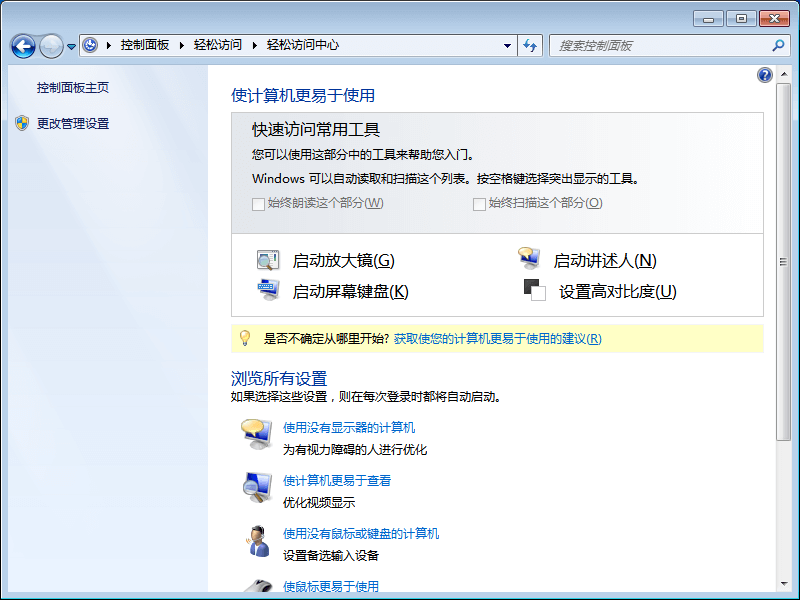 控制面板 轻松访问 轻松访问中心
搜索控制面板
控制面板主页
更改管理设置
使计算机更易于使用
快速访问常用工具
您可以使用这部分中的工具来帮助您入门。
Windows 可以自动读取和扫描这个列表。按空格键选择突出显示的工具。
始终朗读这个部分(W) 始终扫描这个部分(O)
启动放大镜(G) 启动讲述人(N)
启动屏幕键盘(K) 设置高对比度(U)
是否不确定从哪里开始? 获取使您的计算机更易于使用的建议(R)
浏览所有设置
如果选择这些设置，则在每次登录时都将自动启动。
使用没有显示器的计算机
为有视力障碍的人进行优化
使计算机更易于查看
优化视频显示
使用没有鼠标或键盘的计算机
设置备选输入设备
使鼠标更易于使用